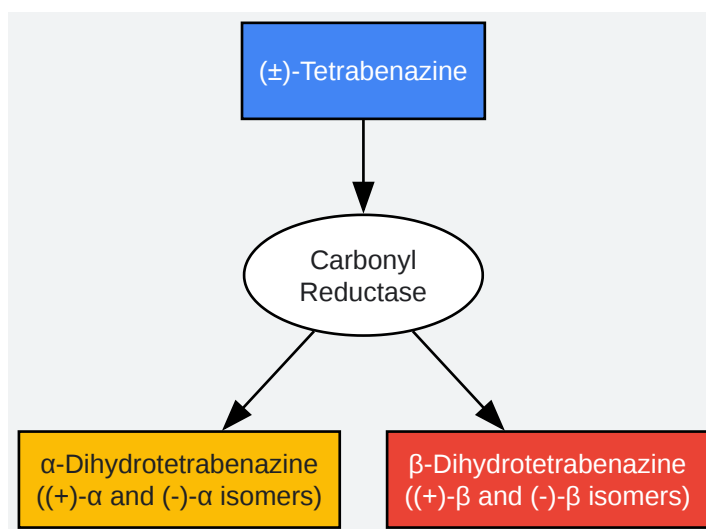 (±)-Tetrabenazine
Carbonyl
Reductase
α-Dihydrotetrabenazine
((+)-α and (-)-α isomers)
β-Dihydrotetrabenazine
((+)-β and (-)-β isomers)